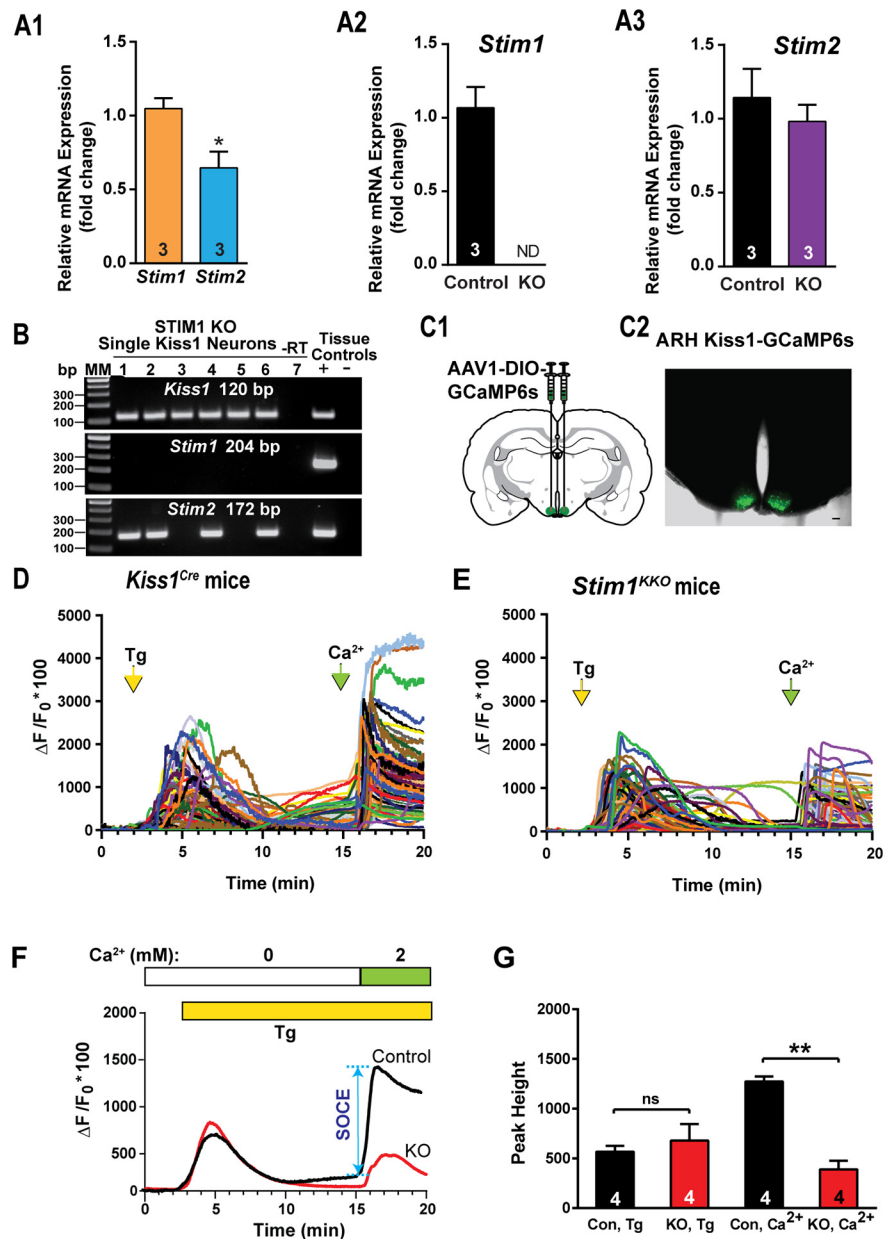 A1
1.5
1.0
0.5
0.0
Relative mRNA Expression
(fold change)
*
3
3
Stim1 Stim2
A2
Stim1
1.5
1.0
0.5
0.0
Relative mRNA Expression
(fold change)
3
ND
Control KO
A3
Stim2
1.5
1.0
0.5
0.0
Relative mRNA Expression
(fold change)
3
3
Control KO
B
STIM1 KO
Single Kiss1 Neurons
-RT
Tissue
Controls
bp MM 1 2 3 4 5 6 7 + −
Kiss1 120 bp
300
200
100
Stim1 204 bp
300
200
100
Stim2 172 bp
300
200
100
C1
AAV1-DIO-
GCaMP6s
C2
ARH Kiss1-GCaMP6s
D
Kiss1Cre mice
5000
4000
3000
2000
1000
0
ΔF/F0 * 100
Tg
Ca2+
0 5 10 15 20
Time (min)
E
Stim1KKO mice
5000
4000
3000
2000
1000
0
ΔF/F0 * 100
Tg
Ca2+
0 5 10 15 20
Time (min)
F
Ca2+ (mM): 0 2
Tg
2000
1500
1000
500
0
ΔF/F0 * 100
SOCE
Control
KO
0 5 10 15 20
Time (min)
G
2000
1500
1000
500
0
Peak Height
ns
**
4
4
4
4
Con, Tg KO, Tg Con, Ca2+ KO, Ca2+